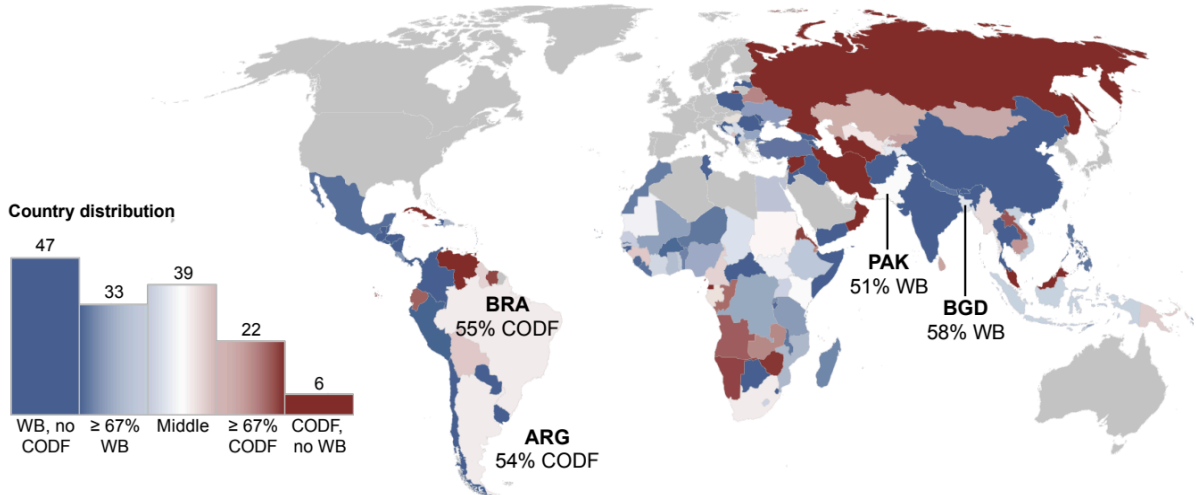 Country distribution
47
33
39
22
6
WB, no
CODF
≥ 67%
WB
Middle
≥ 67%
CODF
CODF,
no WB
BRA
55% CODF
ARG
54% CODF
PAK
51% WB
BGD
58% WB